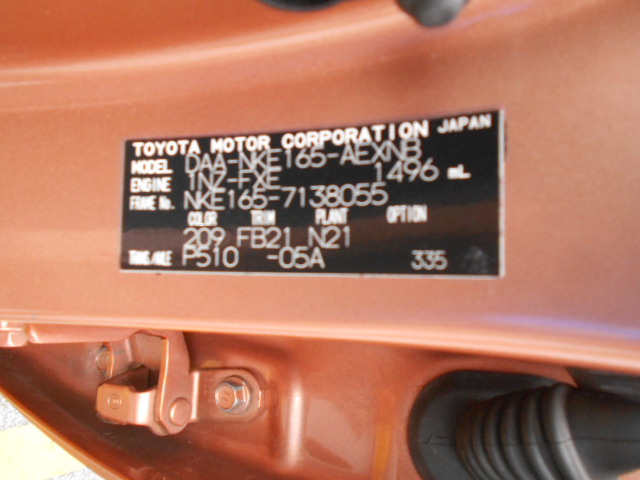 TOYOTA MOTOR CORPORATION JAPAN
MODEL DAA-NKE165-AEXNB
ENGINE 1NZ-FXE 1496 mL
FRAME No. NKE165-7138055
COLOR TRIM PLANT OPTION
209 FB21 N21
TRANS/AXLE P510 -05A 335